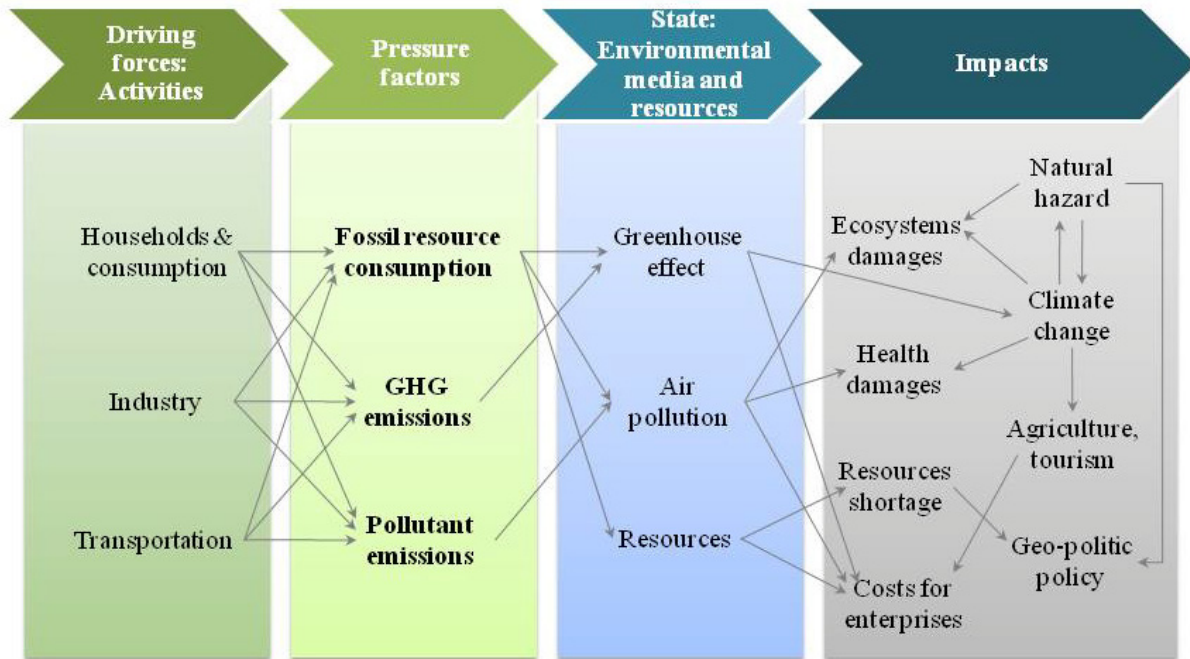 Driving
forces:
Activities
Pressure
factors
State:
Environmental
media and
resources
Impacts
Households &
consumption
Industry
Transportation
Fossil resource
consumption
GHG
emissions
Pollutant
emissions
Greenhouse
effect
Air
pollution
Resources
Natural
hazard
Ecosystems
damages
Climate
change
Health
damages
Agriculture,
tourism
Resources
shortage
Geo-politic
policy
Costs for
enterprises